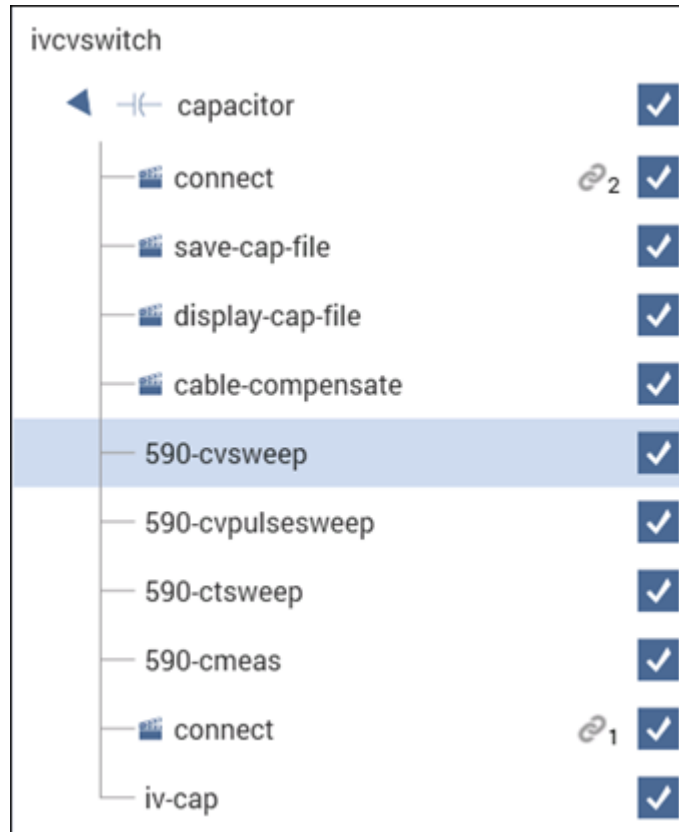 ivcvswitch
capacitor
connect 2
save-cap-file
display-cap-file
cable-compensate
590-cvsweep
590-cvpulsesweep
590-ctsweep
590-cmeas
connect 1
iv-cap